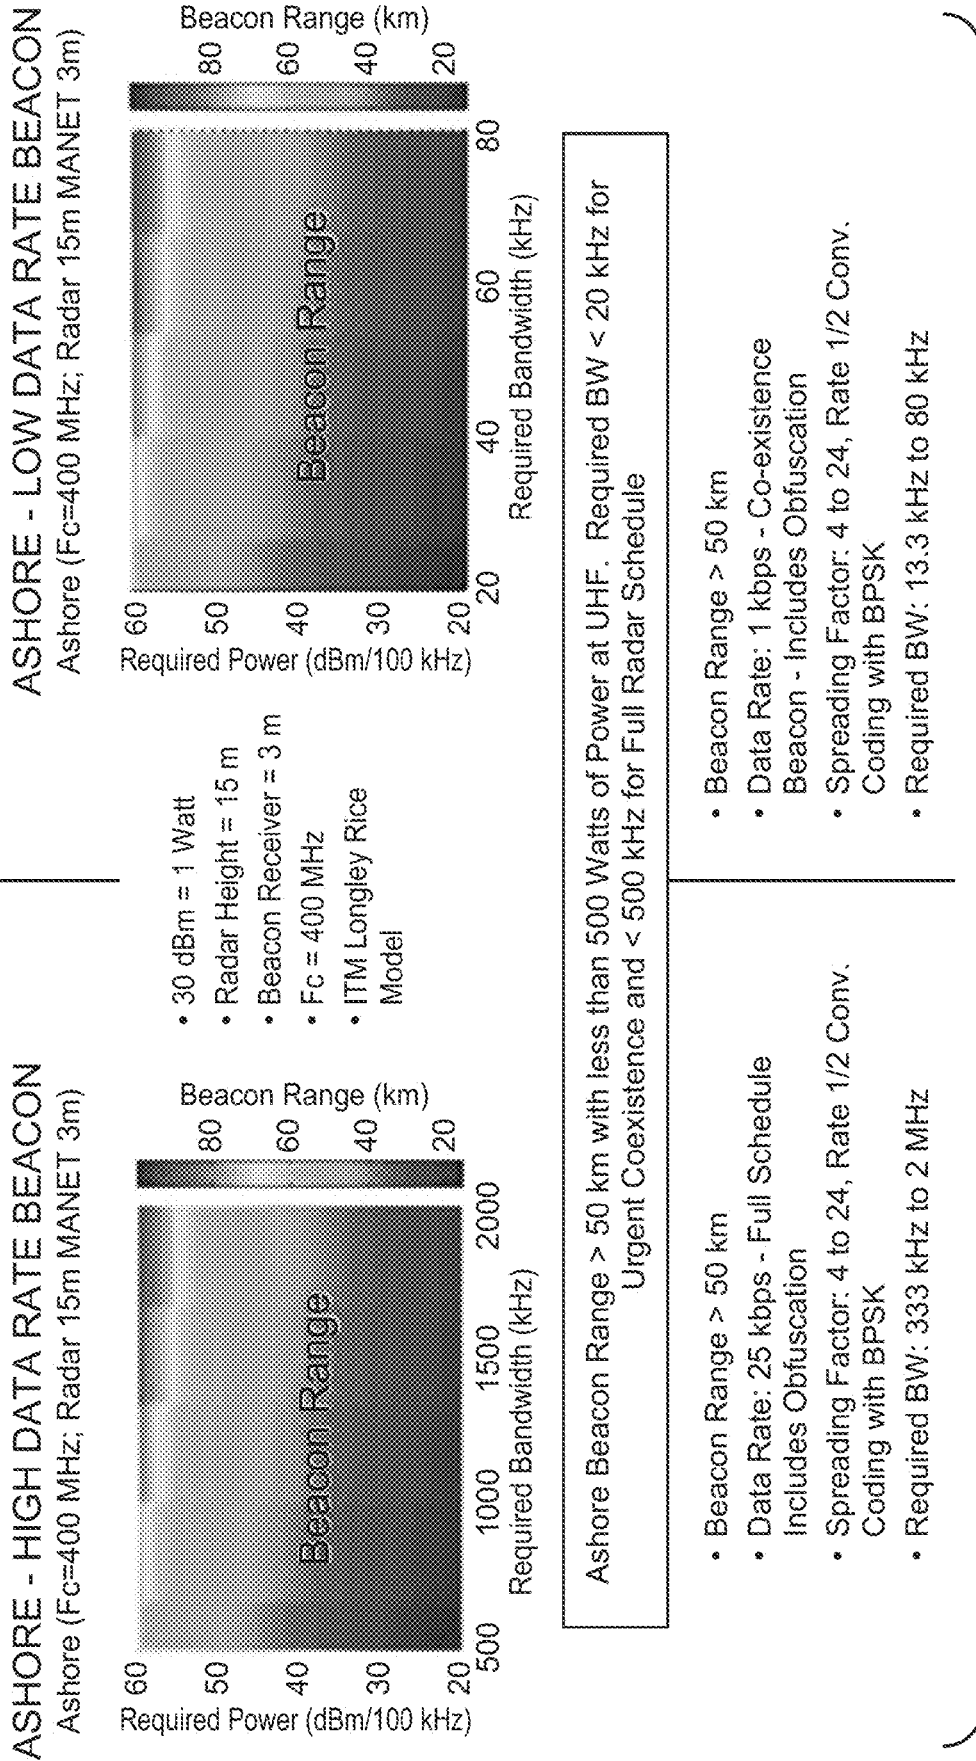 ASHORE - HIGH DATA RATE BEACON
Ashore (Fc=400 MHz; Radar 15m MANET 3m)
Required Power (dBm/100 kHz)
60
50
40
30
20
Beacon Range
500 1000 1500 2000
Required Bandwidth (kHz)
Beacon Range (km)
80
60
40
20
• 30 dBm = 1 Watt
• Radar Height = 15 m
• Beacon Receiver = 3 m
• Fc = 400 MHz
• ITM Longley Rice
Model
ASHORE - LOW DATA RATE BEACON
Ashore (Fc=400 MHz; Radar 15m MANET 3m)
Required Power (dBm/100 kHz)
60
50
40
30
20
Beacon Range
20 40 60 80
Required Bandwidth (kHz)
Beacon Range (km)
80
60
40
20
Ashore Beacon Range > 50 km with less than 500 Watts of Power at UHF. Required BW < 20 kHz for
Urgent Coexistence and < 500 kHz for Full Radar Schedule
• Beacon Range > 50 km
• Data Rate: 25 kbps - Full Schedule
Includes Obfuscation
• Spreading Factor: 4 to 24, Rate 1/2 Conv.
Coding with BPSK
• Required BW: 333 kHz to 2 MHz
• Beacon Range > 50 km
• Data Rate: 1 kbps - Co-existence
Beacon - Includes Obfuscation
• Spreading Factor: 4 to 24, Rate 1/2 Conv.
Coding with BPSK
• Required BW: 13.3 kHz to 80 kHz